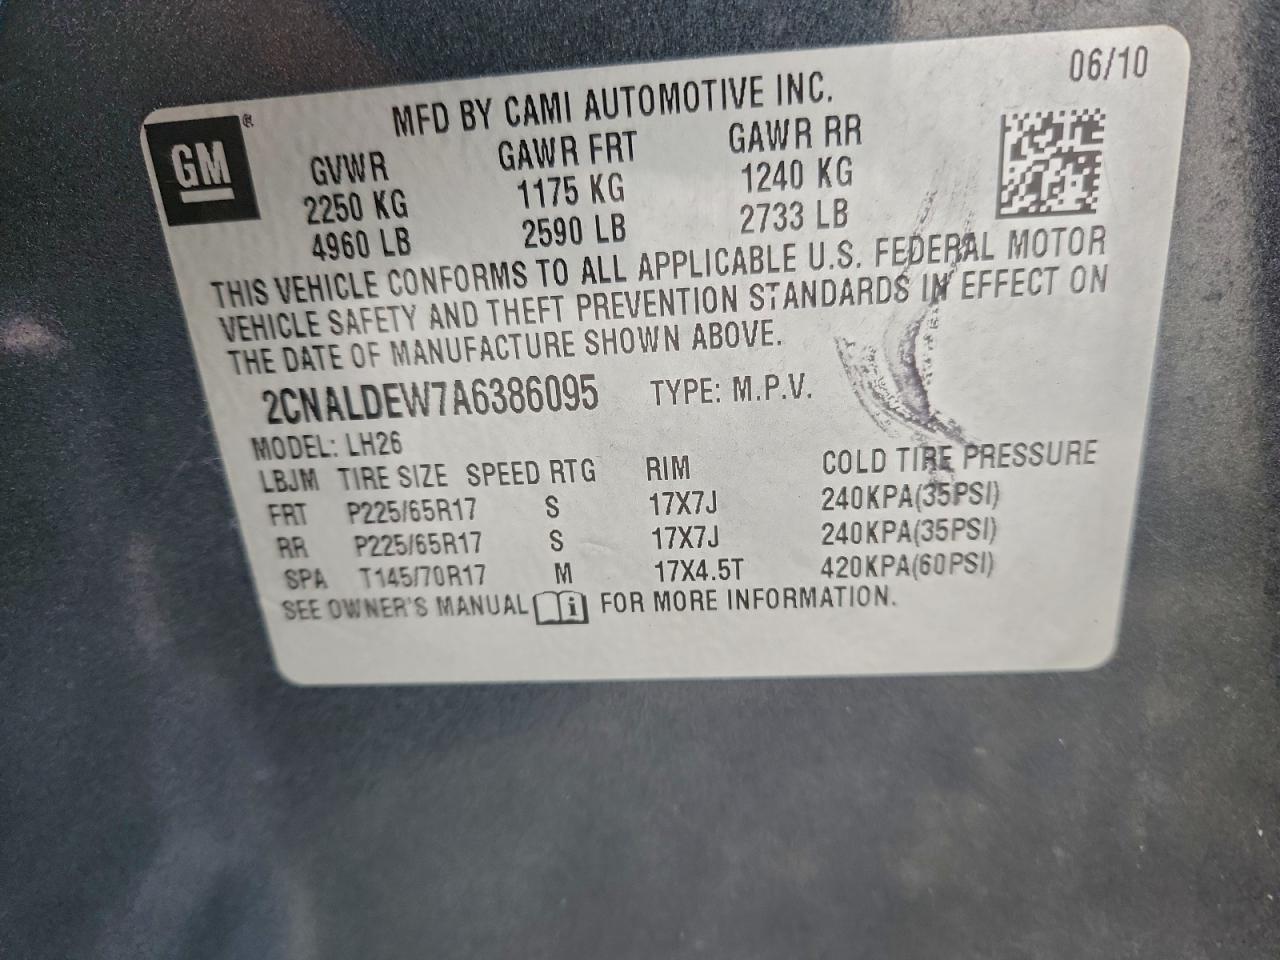 06/10
MFD BY CAMI AUTOMOTIVE INC.
GM®
GVWR GAWR FRT GAWR RR
2250 KG 1175 KG 1240 KG
4960 LB 2590 LB 2733 LB
THIS VEHICLE CONFORMS TO ALL APPLICABLE U.S. FEDERAL MOTOR
VEHICLE SAFETY AND THEFT PREVENTION STANDARDS IN EFFECT ON
THE DATE OF MANUFACTURE SHOWN ABOVE.
2CNALDEW7A6386095 TYPE: M.P.V.
MODEL: LH26
LBJM TIRE SIZE SPEED RTG RIM COLD TIRE PRESSURE
FRT P225/65R17 S 17X7J 240KPA(35PSI)
RR P225/65R17 S 17X7J 240KPA(35PSI)
SPA T145/70R17 M 17X4.5T 420KPA(60PSI)
SEE OWNER'S MANUAL i FOR MORE INFORMATION.